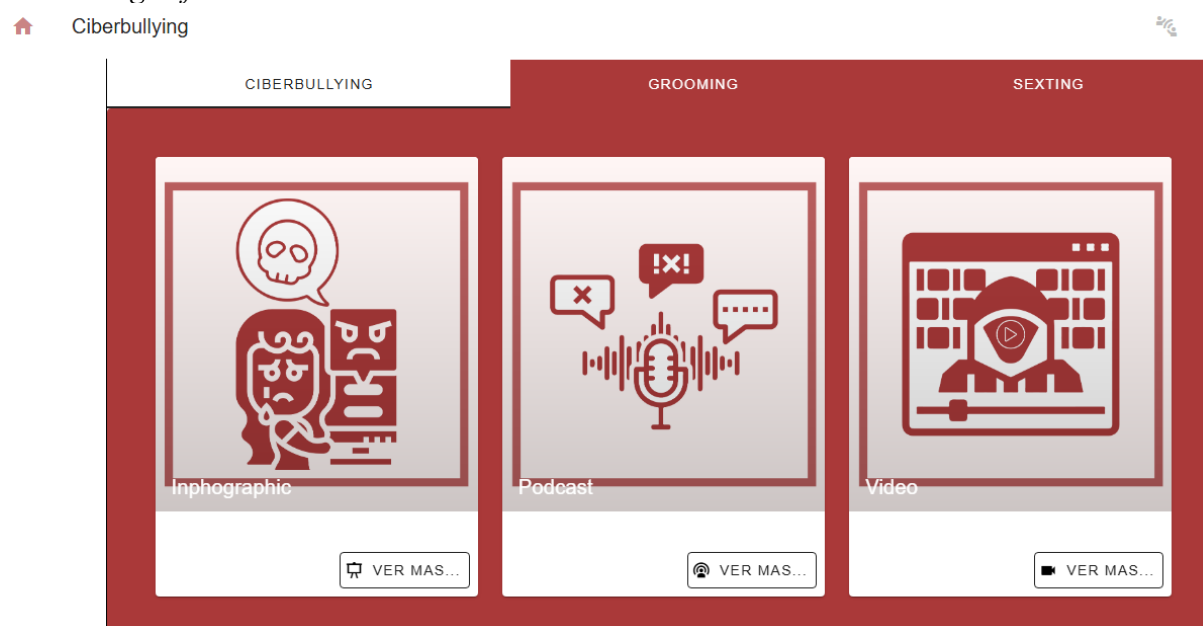 Ciberbullying
CIBERBULLYING GROOMING SEXTING
!×!
×
Inphographic Podcast Video
VER MAS... VER MAS... VER MAS...